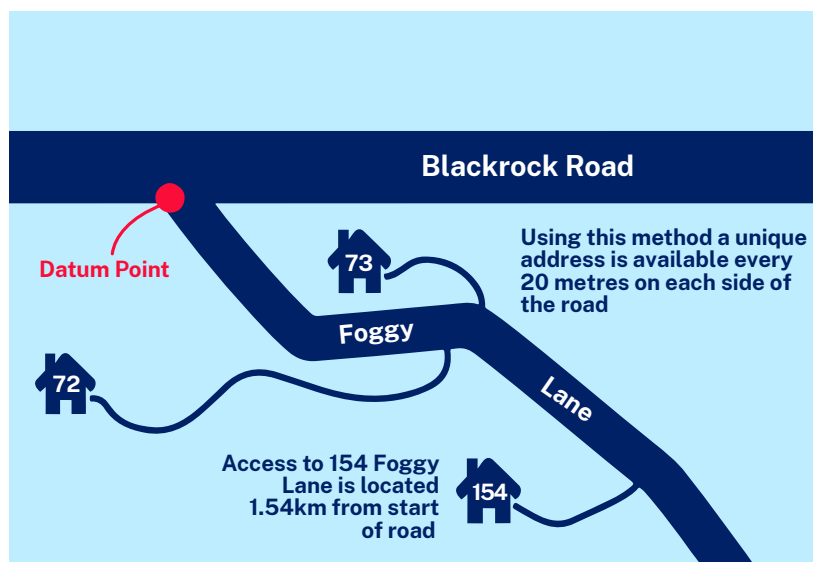 Blackrock Road
Datum Point
73
Using this method a unique
address is available every
20 metres on each side of
the road
Foggy
72
Lane
Access to 154 Foggy
Lane is located
1.54km from start
of road
154